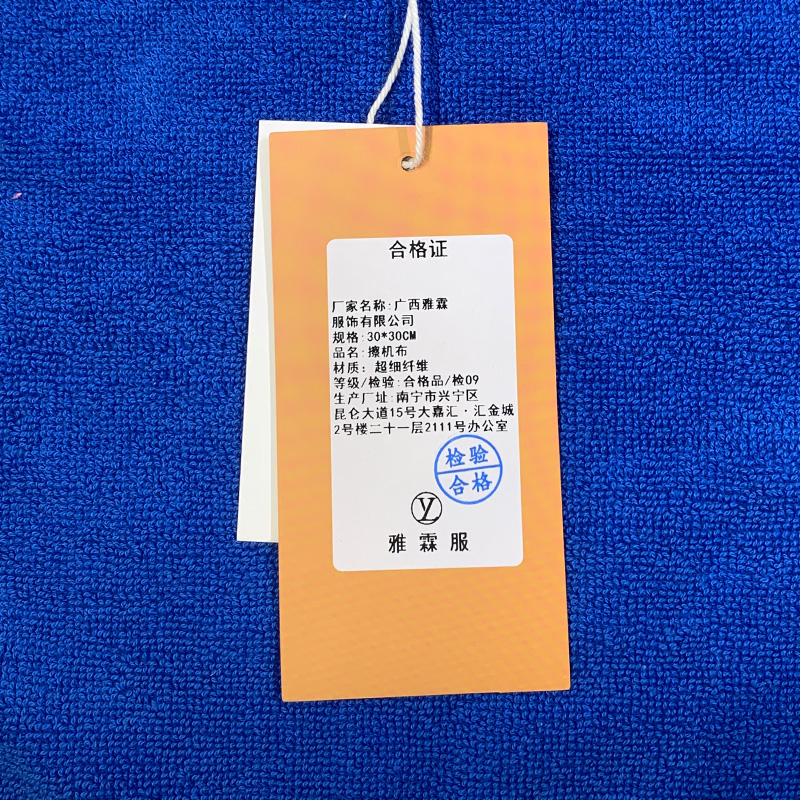 合格证
厂家名称:广西雅霖
服饰有限公司
规格:30*30CM
品名:擦机布
材质：超细纤维
等级/检验:合格品/检09
生产厂址:南宁市兴宁区
昆仑大道15号大嘉汇·汇金城
2号楼二十一层2111号办公室
检验
合格
yl
雅霖服